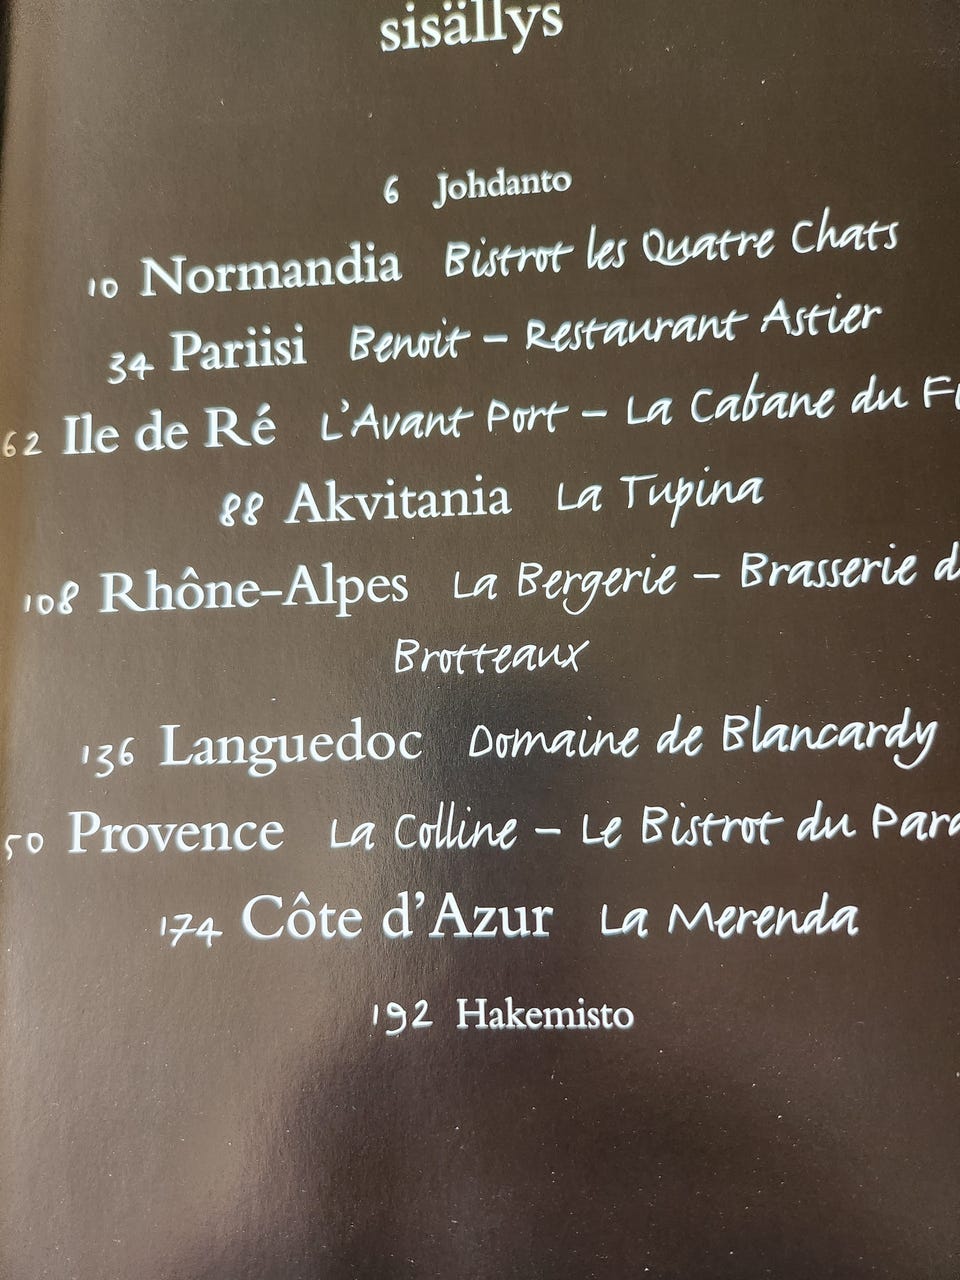 sisällys
6 Johdanto
10 Normandia Bistrot les Quatre Chats
34 Pariisi Benoit – Restaurant Astier
62 Ile de Ré L'Avant Port – La Cabane du
88 Akvitania La Tupina
108 Rhône-Alpes La Bergerie – Brasserie
Brotteaux
136 Languedoc Domaine de Blancardy
50 Provence La Colline – Le Bistrot du
174 Côte d'Azur La Merenda
192 Hakemisto